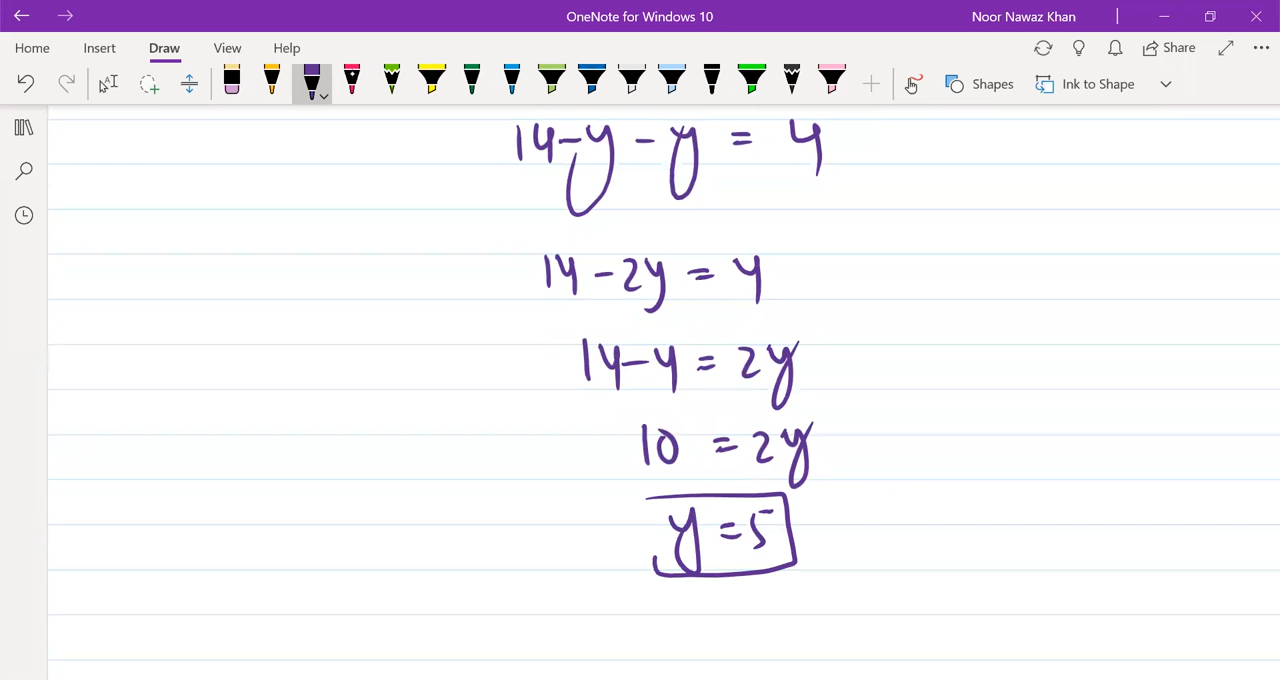 OneNote for Windows 10
Noor Nawaz Khan
Home Insert Draw View Help Share
Shapes Ink to Shape
14-y-y = 4
14-2y = 4
14-4 = 2y
10 = 2y
y = 5